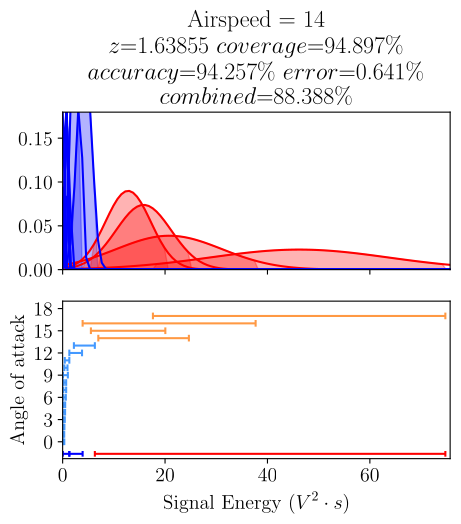 Airspeed = 14
z=1.63855 coverage=94.897%
accuracy=94.257% error=0.641%
combined=88.388%
0.15
0.10
0.05
0.00
18
15
12
9
6
3
0
Angle of attack
0 20 40 60
Signal Energy (V² · s)